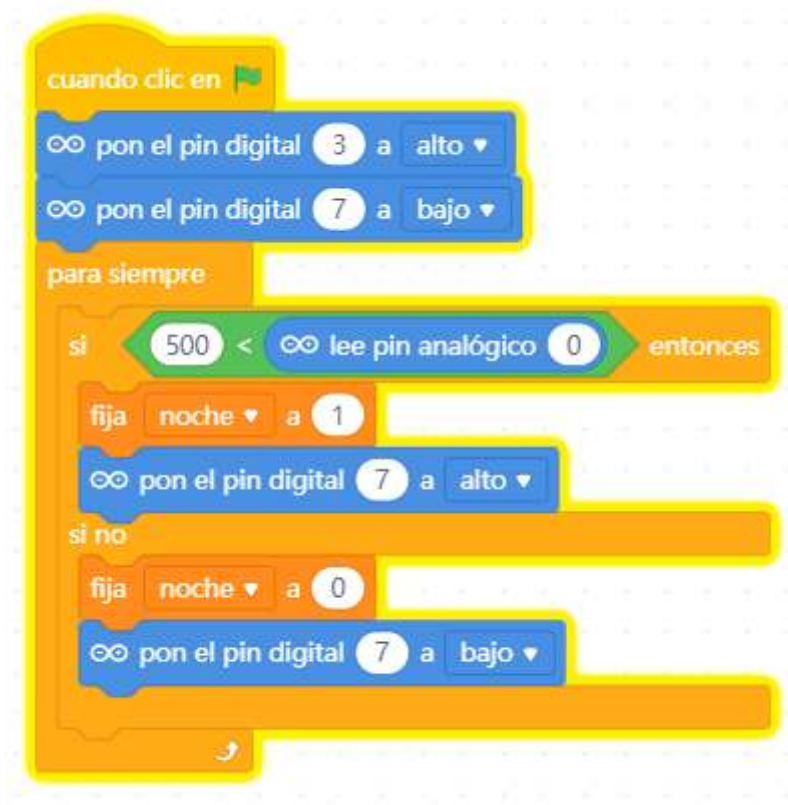 cuando clic en
pon el pin digital 3 a alto
pon el pin digital 7 a bajo
para siempre
si 500 < lee pin analógico 0 entonces
fija noche a 1
pon el pin digital 7 a alto
si no
fija noche a 0
pon el pin digital 7 a bajo